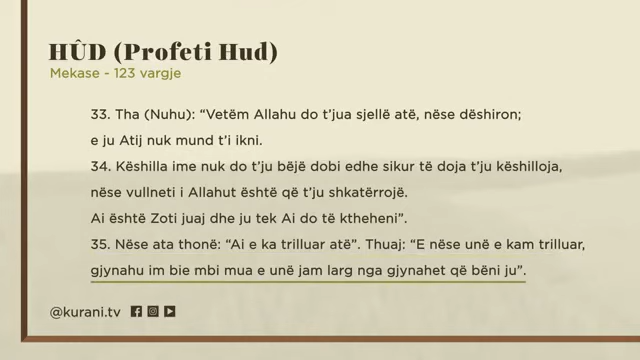 HÛD (Profeti Hud)
Mekase - 123 vargje
33. Tha (Nuhu): “Vetëm Allahu do t’jua sjellë atë, nëse dëshiron;
e ju Atij nuk mund t’i ikni.
34. Këshilla ime nuk do t’ju bëjë dobi edhe sikur të doja t’ju këshilloja,
nëse vullneti i Allahut është që t’ju shkatërrojë.
Ai është Zoti juaj dhe ju tek Ai do të ktheheni”.
35. Nëse ata thonë: “Ai e ka trilluar atë”. Thuaj: “E nëse unë e kam trilluar,
gjynahu im bie mbi mua e unë jam larg nga gjynahet që bëni ju”.
@kurani.tv